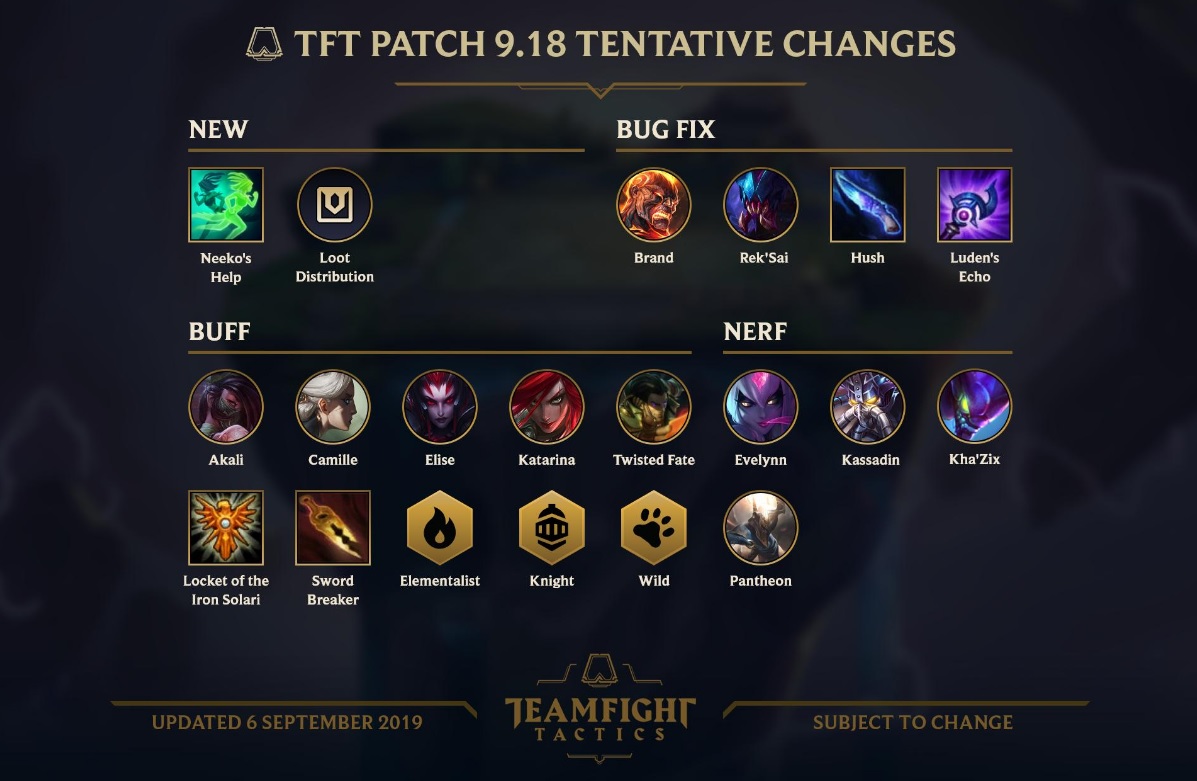 TFT PATCH 9.18 TENTATIVE CHANGES
NEW
Neeko's
Help
Loot
Distribution
BUG FIX
Brand
Rek'Sai
Hush
Luden's
Echo
BUFF
Akali
Camille
Elise
Katarina
Twisted Fate
Locket of the
Iron Solari
Sword
Breaker
Elementalist
Knight
Wild
NERF
Evelynn
Kassadin
Kha'Zix
Pantheon
UPDATED 6 SEPTEMBER 2019
TEAMFIGHT
TACTICS
SUBJECT TO CHANGE